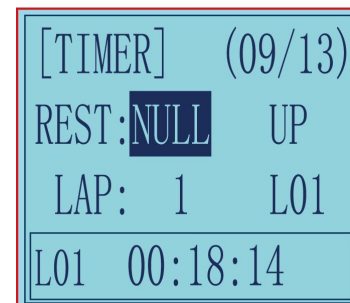 [TIMER] (09/13)
REST:NULL UP
LAP: 1 L01
L01 00:18:14